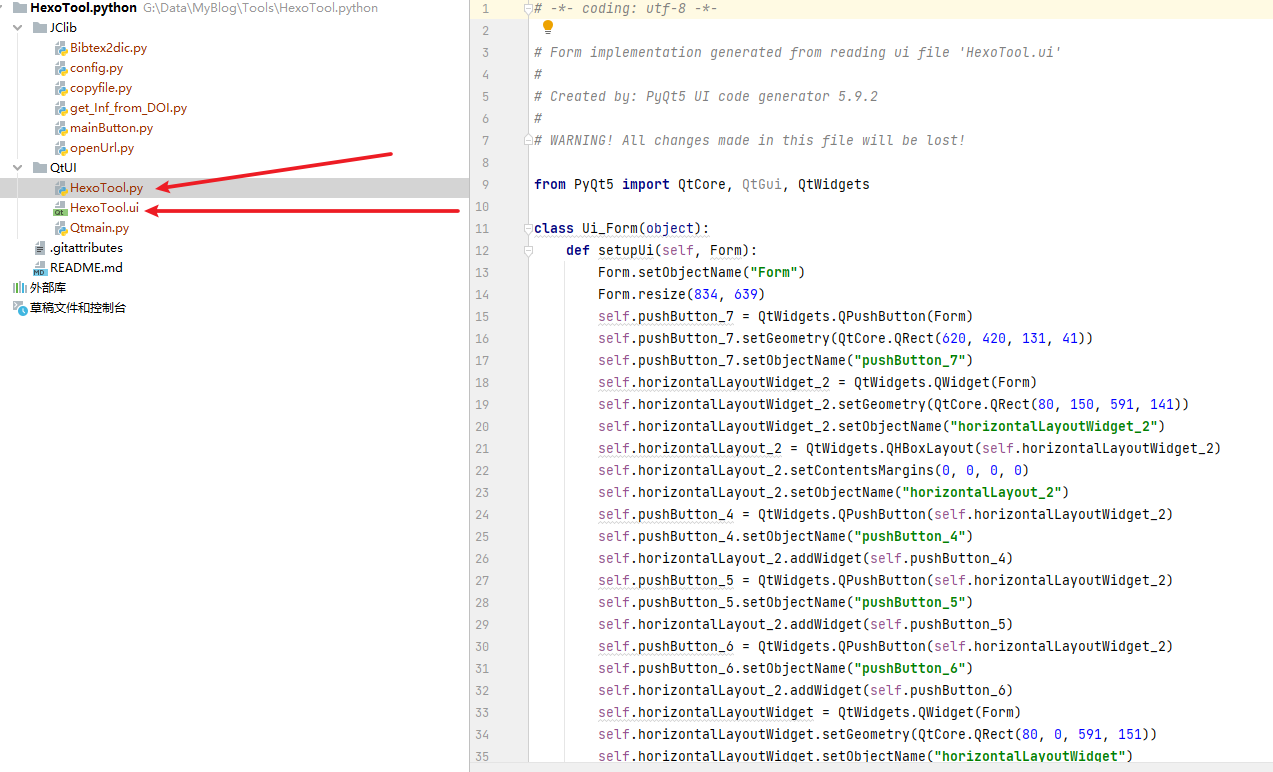 HexoTool.python G:\Data\MyBlog\Tools\HexoTool.python
JClib
Bibtex2dic.py
config.py
copyfile.py
get_Inf_from_DOI.py
mainButton.py
openUrl.py
QtUI
HexoTool.py
HexoTool.ui
Qtmain.py
.gitattributes
README.md
外部库
草稿文件和控制台
1 # -*- coding: utf-8 -*-
2
3 # Form implementation generated from reading ui file 'HexoTool.ui'
4 #
5 # Created by: PyQt5 UI code generator 5.9.2
6 #
7 # WARNING! All changes made in this file will be lost!
8
9 from PyQt5 import QtCore, QtGui, QtWidgets
10
11 class Ui_Form(object):
12 def setupUi(self, Form):
13 Form.setObjectName("Form")
14 Form.resize(834, 639)
15 self.pushButton_7 = QtWidgets.QPushButton(Form)
16 self.pushButton_7.setGeometry(QtCore.QRect(620, 420, 131, 41))
17 self.pushButton_7.setObjectName("pushButton_7")
18 self.horizontalLayoutWidget_2 = QtWidgets.QWidget(Form)
19 self.horizontalLayoutWidget_2.setGeometry(QtCore.QRect(80, 150, 591, 141))
20 self.horizontalLayoutWidget_2.setObjectName("horizontalLayoutWidget_2")
21 self.horizontalLayout_2 = QtWidgets.QHBoxLayout(self.horizontalLayoutWidget_2)
22 self.horizontalLayout_2.setContentsMargins(0, 0, 0, 0)
23 self.horizontalLayout_2.setObjectName("horizontalLayout_2")
24 self.pushButton_4 = QtWidgets.QPushButton(self.horizontalLayoutWidget_2)
25 self.pushButton_4.setObjectName("pushButton_4")
26 self.horizontalLayout_2.addWidget(self.pushButton_4)
27 self.pushButton_5 = QtWidgets.QPushButton(self.horizontalLayoutWidget_2)
28 self.pushButton_5.setObjectName("pushButton_5")
29 self.horizontalLayout_2.addWidget(self.pushButton_5)
30 self.pushButton_6 = QtWidgets.QPushButton(self.horizontalLayoutWidget_2)
31 self.pushButton_6.setObjectName("pushButton_6")
32 self.horizontalLayout_2.addWidget(self.pushButton_6)
33 self.horizontalLayoutWidget = QtWidgets.QWidget(Form)
34 self.horizontalLayoutWidget.setGeometry(QtCore.QRect(80, 0, 591, 151))
35 self.horizontalLayoutWidget.setObjectName("horizontalLayoutWidget")